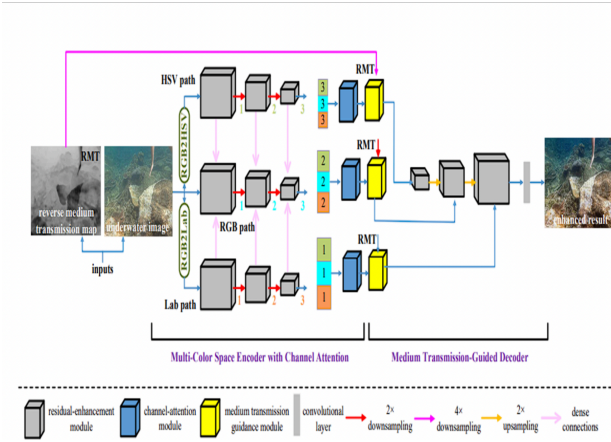 HSV path
RMT
3
3
3
1
2
3
RGB2HSV
RMT
RMT
reverse medium
transmission map
underwater image
2
2
2
1
2
3
RGB path
enhanced result
inputs
RGB2Lab
RMT
1
1
1
1
2
3
Lab path
Multi-Color Space Encoder with Channel Attention
Medium Transmission-Guided Decoder
residual-enhancement
module
channel-attention
module
medium transmission
guidance module
convolutional
layer
2×
downsampling
4×
downsampling
2×
upsampling
dense
connections